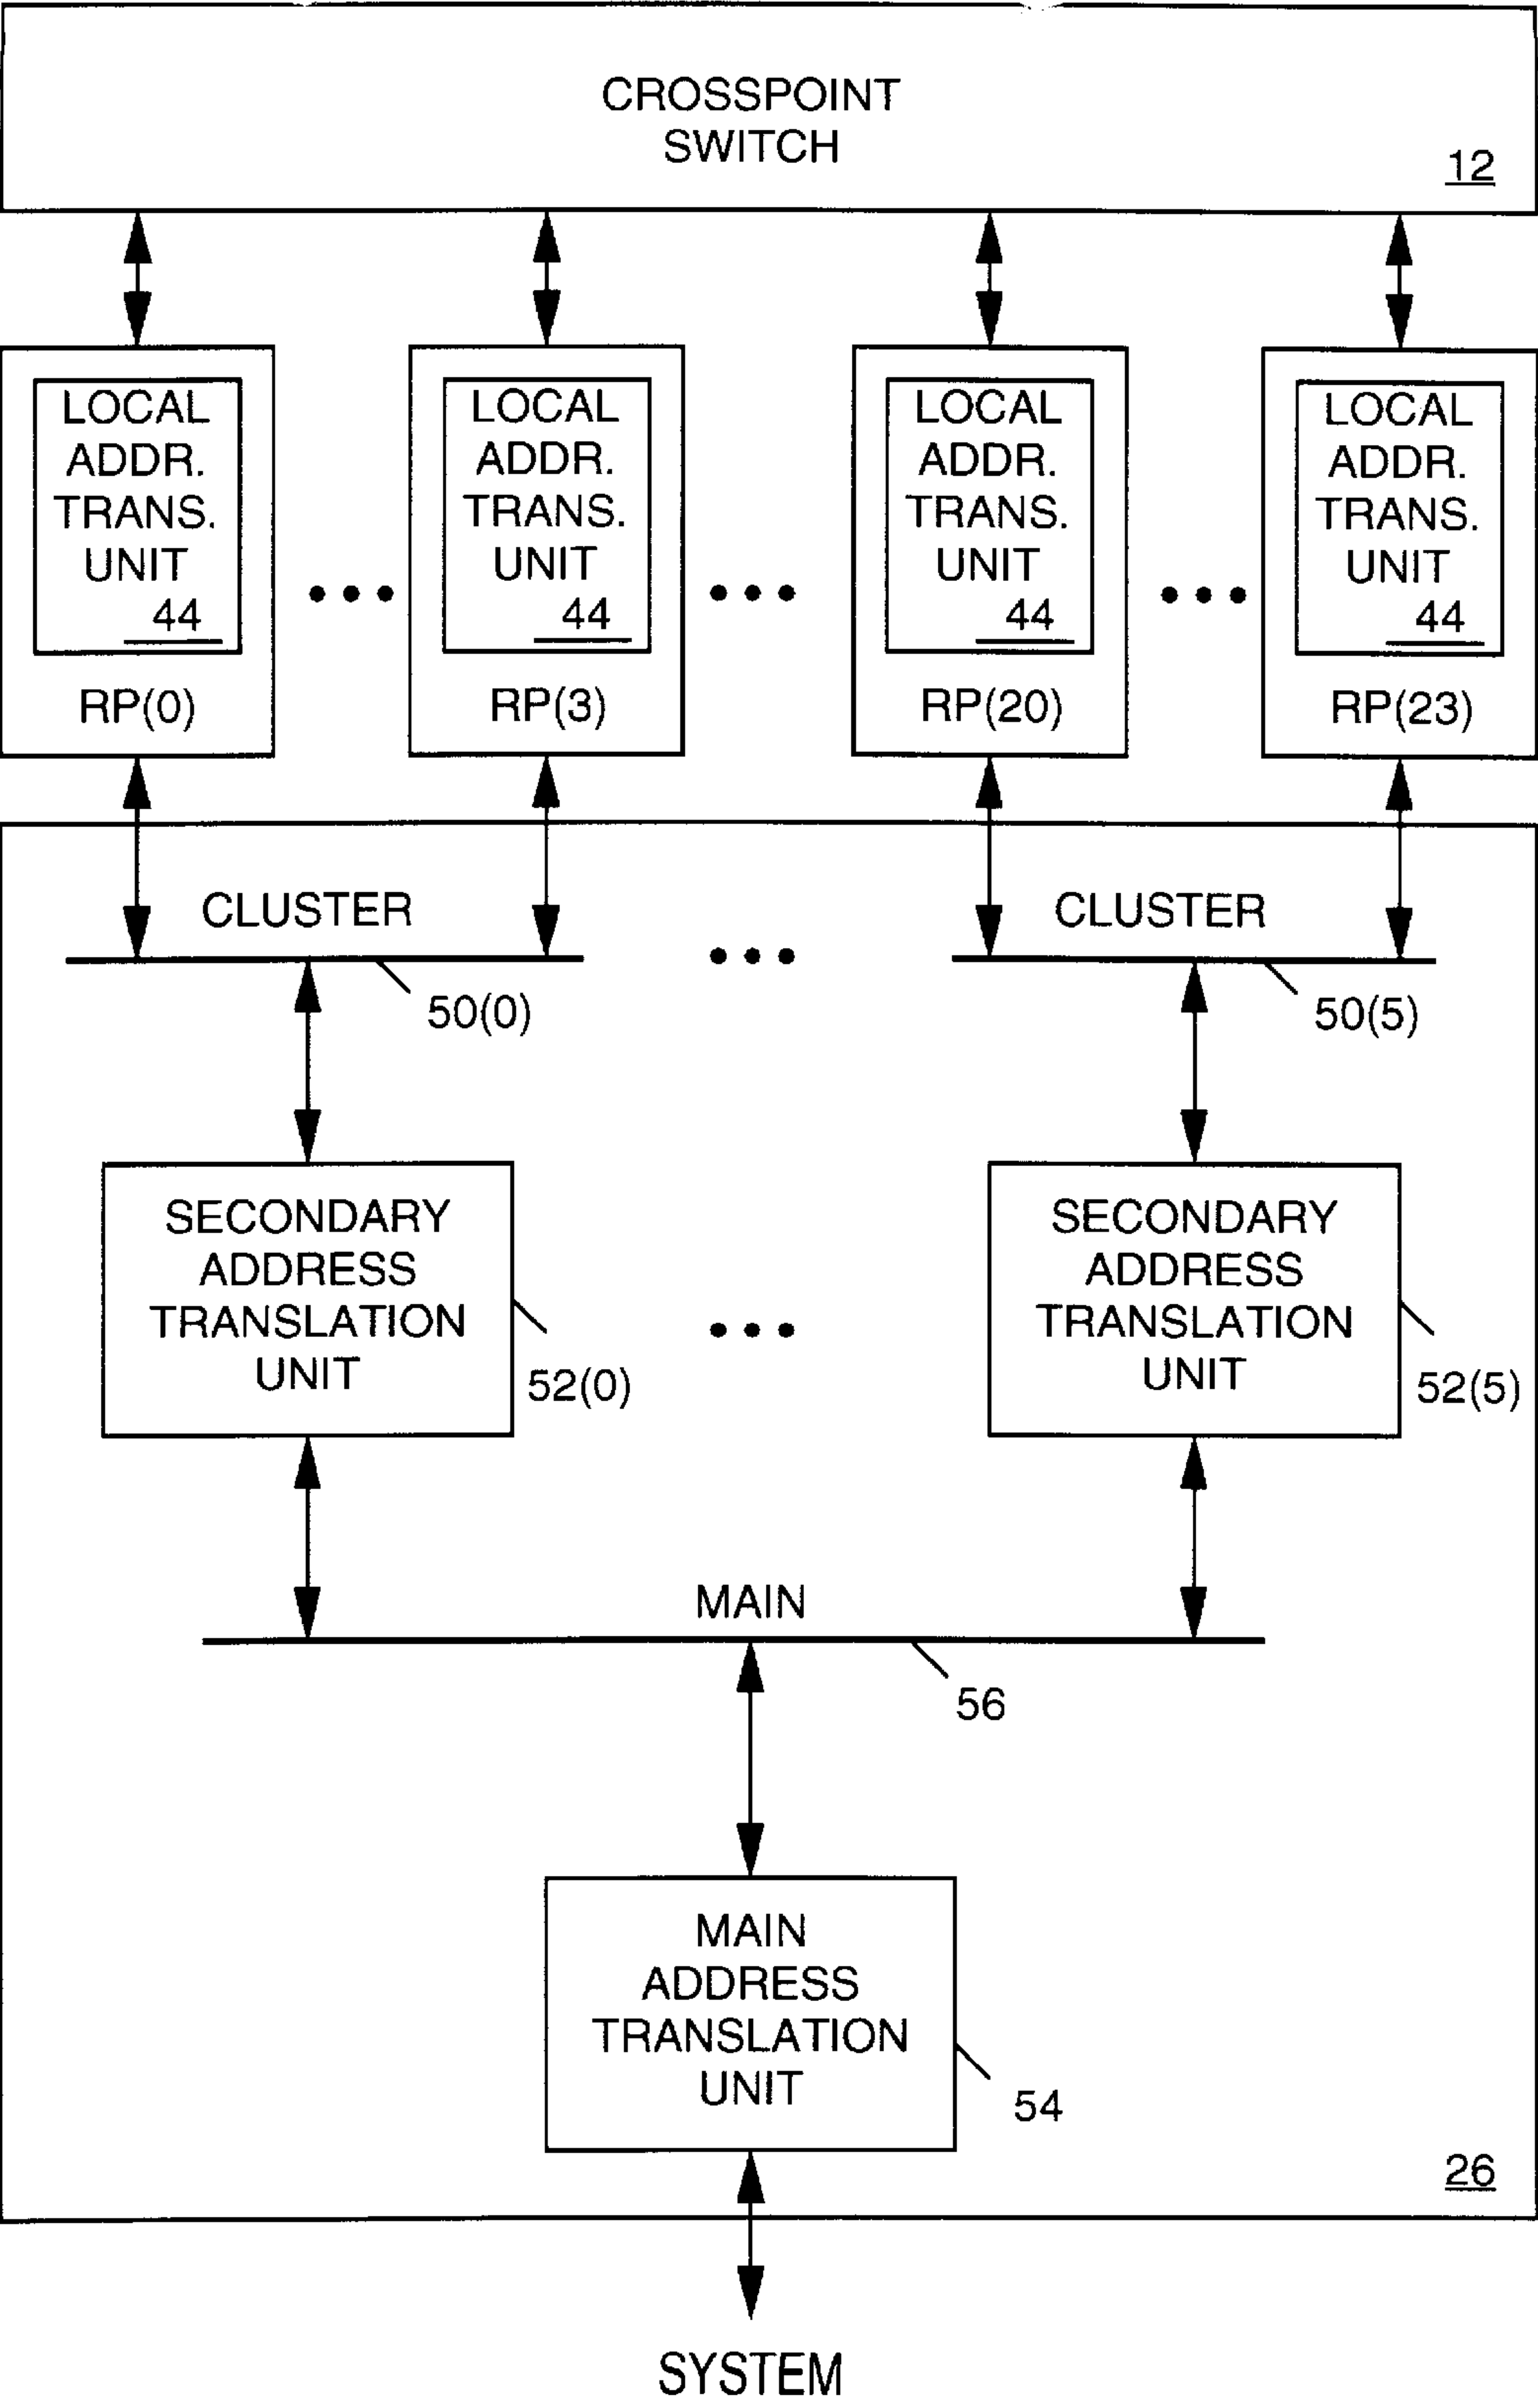 CROSSPOINT
SWITCH
12
LOCAL
ADDR.
TRANS.
UNIT
44
RP(0)
LOCAL
ADDR.
TRANS.
UNIT
44
RP(3)
LOCAL
ADDR.
TRANS.
UNIT
44
RP(20)
LOCAL
ADDR.
TRANS.
UNIT
44
RP(23)
CLUSTER
50(0)
CLUSTER
50(5)
SECONDARY
ADDRESS
TRANSLATION
UNIT
52(0)
SECONDARY
ADDRESS
TRANSLATION
UNIT
52(5)
MAIN
56
MAIN
ADDRESS
TRANSLATION
UNIT
54
26
SYSTEM